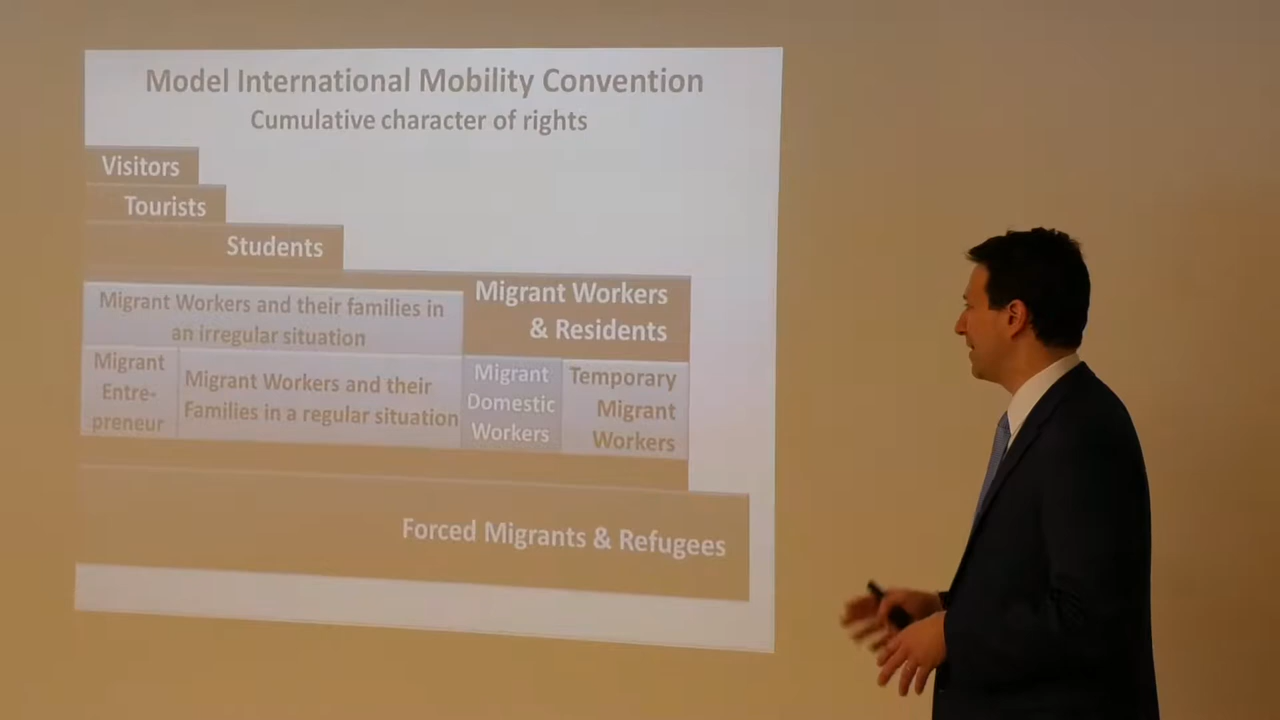 Model International Mobility Convention
Cumulative character of rights
Visitors
Tourists
Students
Migrant Workers
& Residents
Migrant Workers and their families in
an irregular situation
Migrant
Entre-
preneur
Migrant Workers and their
Families in a regular situation
Migrant
Domestic
Workers
Temporary
Migrant
Workers
Forced Migrants & Refugees